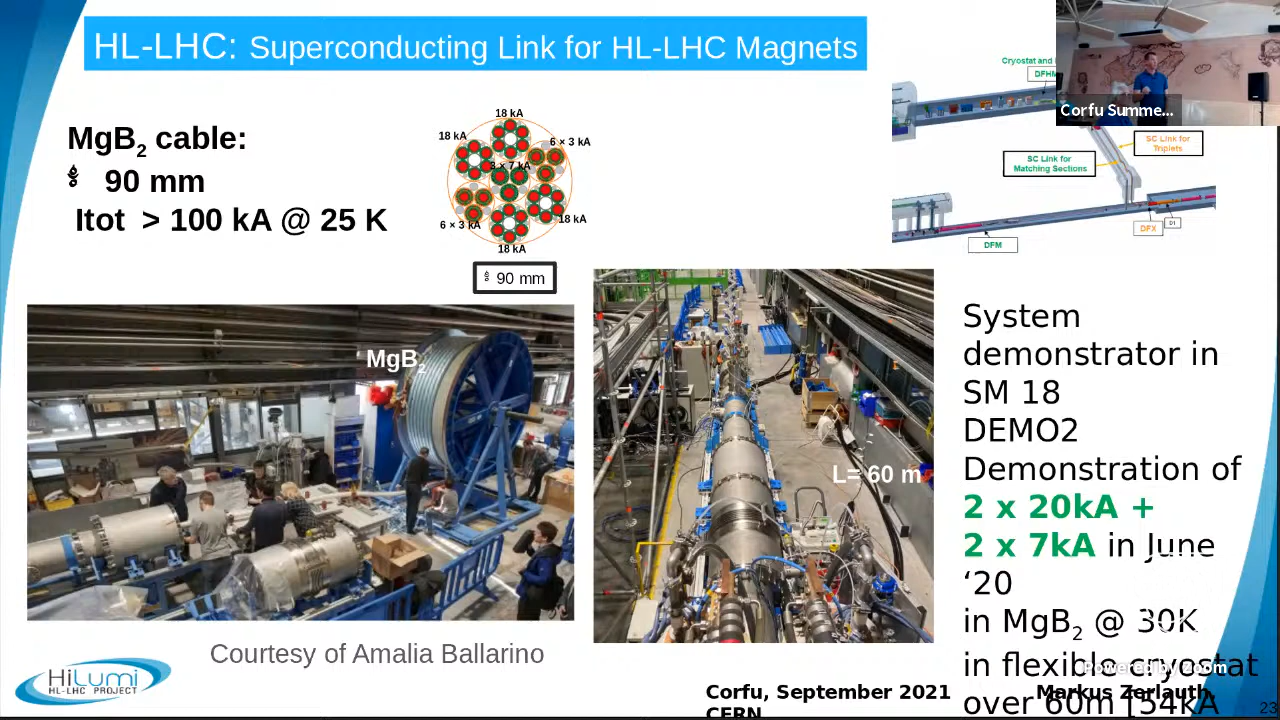 HL-LHC: Superconducting Link for HL-LHC Magnets
Cryostat and
DFHM
Corfu Summe...
SC Link for
Triplets
SC Link for
Matching Sections
DFX
D1
DFM
MgB2 cable:
90 mm
Itot > 100 kA @ 25 K
18 kA
18 kA
6 × 3 kA
3 × 7 kA
18 kA
6 × 3 kA
18 kA
90 mm
MgB2
L= 60 m
System
demonstrator in
SM 18
DEMO2
Demonstration of
2 x 20kA +
2 x 7kA in June
‘20
in MgB2 @ 30K
in flexible cryostat
over 60m [54kA
Powered by zoom
Courtesy of Amalia Ballarino
HiLumi
HL-LHC PROJECT
Corfu, September 2021
Markus Zerlauth,
CERN
23